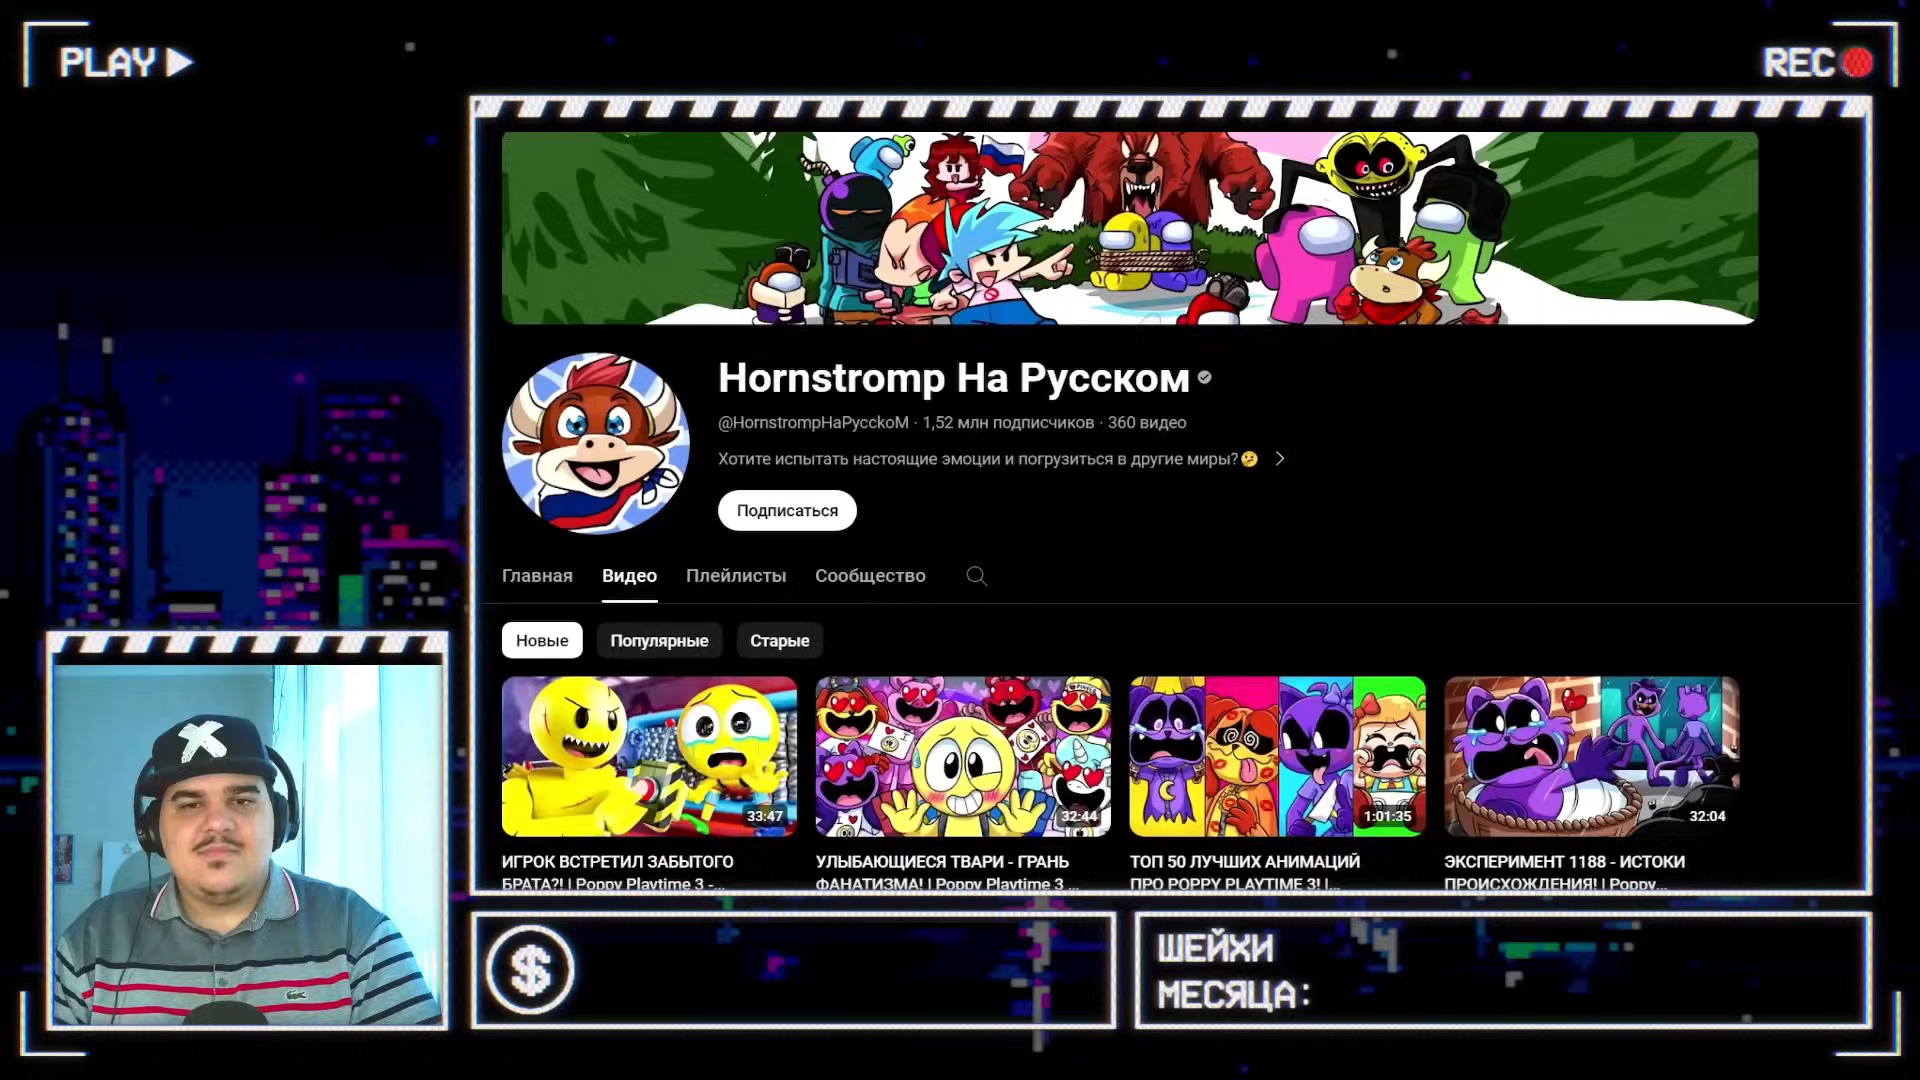 PLAY
REC
Hornstromp На Русском
@HornstrompHaPycckoM · 1,52 млн подписчиков · 360 видео
Хотите испытать настоящие эмоции и погрузиться в другие миры?
Подписаться
Главная Видео Плейлисты Сообщество
Новые Популярные Старые
33:47 32:44 1:01:35 32:04
ИГРОК ВСТРЕТИЛ ЗАБЫТОГО
БРАТА?! | Poppy Playtime 3 -...
УЛЫБАЮЩИЕСЯ ТВАРИ - ГРАНЬ
ФАНАТИЗМА! | Poppy Playtime 3 ...
ТОП 50 ЛУЧШИХ АНИМАЦИЙ
ПРО POPPY PLAYTIME 3! |...
ЭКСПЕРИМЕНТ 1188 - ИСТОКИ
ПРОИСХОЖДЕНИЯ! | Poppy...
$
ШЕЙХИ
МЕСЯЦА: